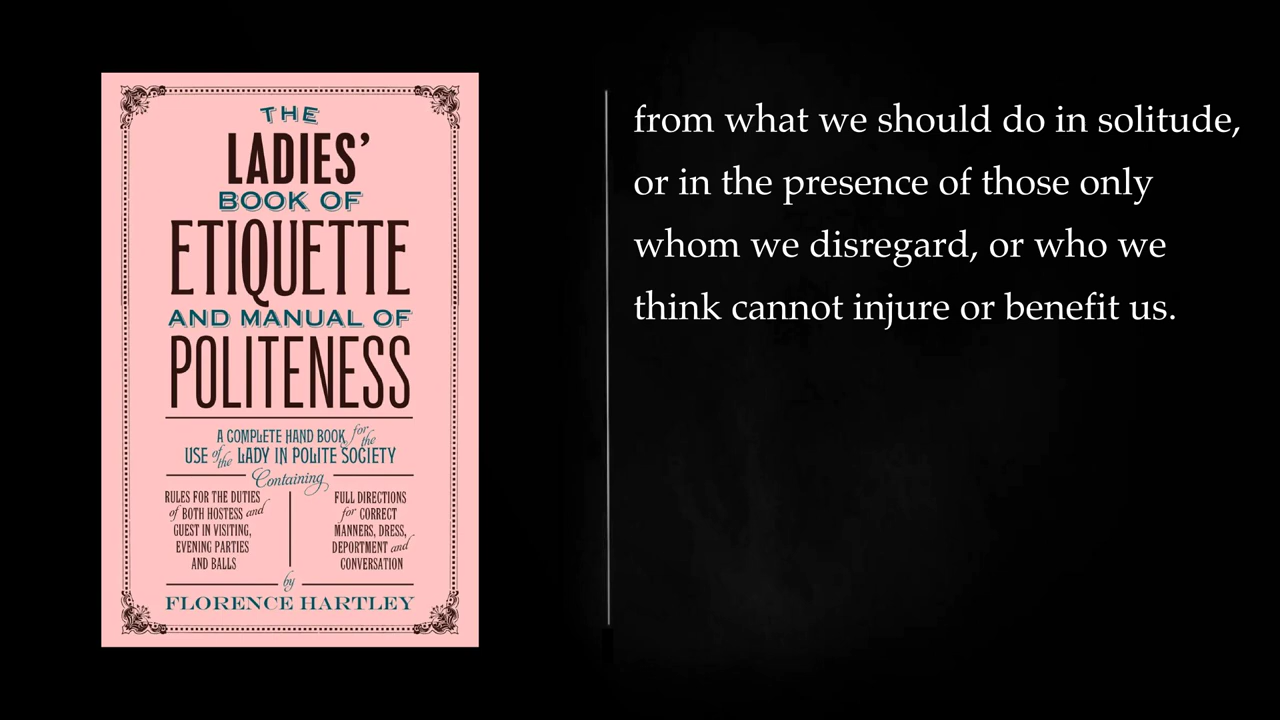 THE
LADIES'
BOOK OF
ETIQUETTE
AND MANUAL OF
POLITENESS
A COMPLETE HAND BOOK for the
USE of the LADY IN POLITE SOCIETY
Containing
RULES FOR THE DUTIES
of BOTH HOSTESS and
GUEST IN VISITING,
EVENING PARTIES
AND BALLS
FULL DIRECTIONS
for CORRECT
MANNERS, DRESS,
DEPORTMENT and
CONVERSATION
by
FLORENCE HARTLEY
from what we should do in solitude,
or in the presence of those only
whom we disregard, or who we
think cannot injure or benefit us.